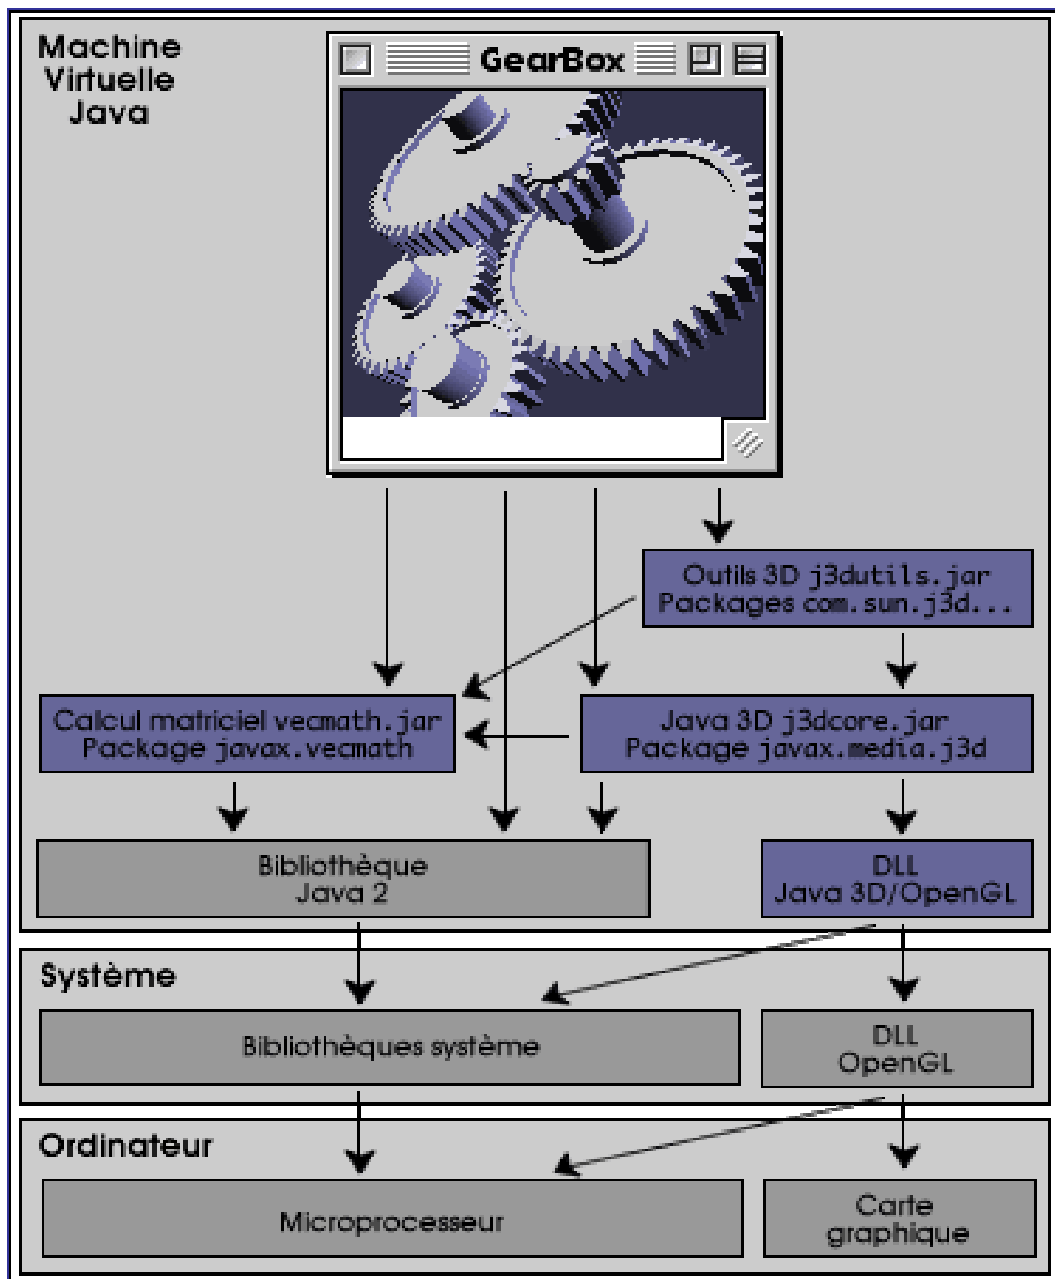 Machine
Virtuelle
Java
GearBox
Outils 3D j3dutils.jar
Packages com.sun.j3d...
Calcul matriciel vecmath.jar
Package javax.vecmath
Java 3D j3dcore.jar
Package javax.media.j3d
Bibliothèque
Java 2
DLL
Java 3D/OpenGL
Système
Bibliothèques système
DLL
OpenGL
Ordinateur
Microprocesseur
Carte
graphique